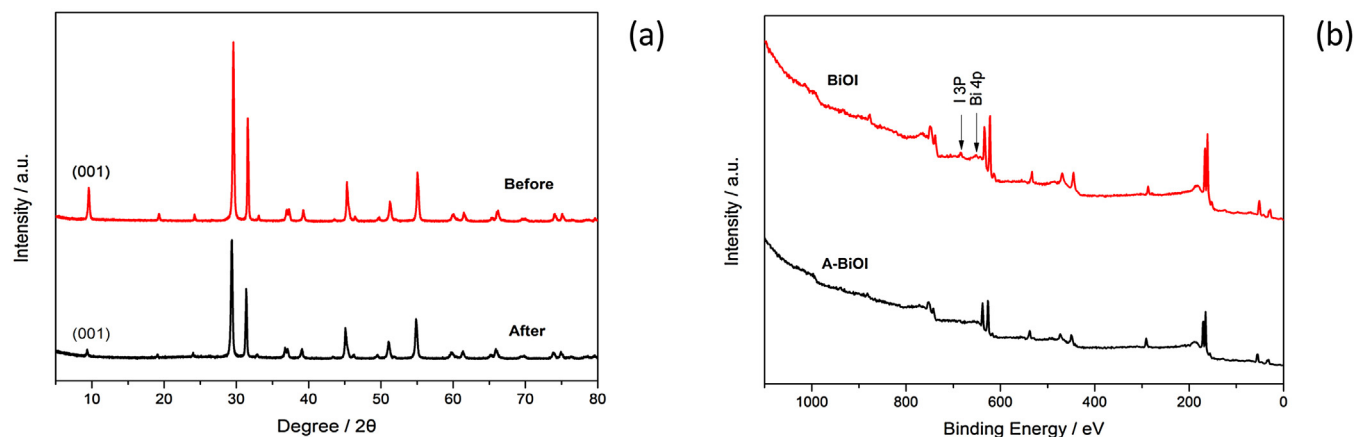 (a)
Intensity / a.u.
(001)
Before
(001)
After
10 20 30 40 50 60 70 80
Degree / 2θ
(b)
Intensity / a.u.
BiOI
I 3P
Bi 4p
A-BiOI
1000 800 600 400 200 0
Binding Energy / eV